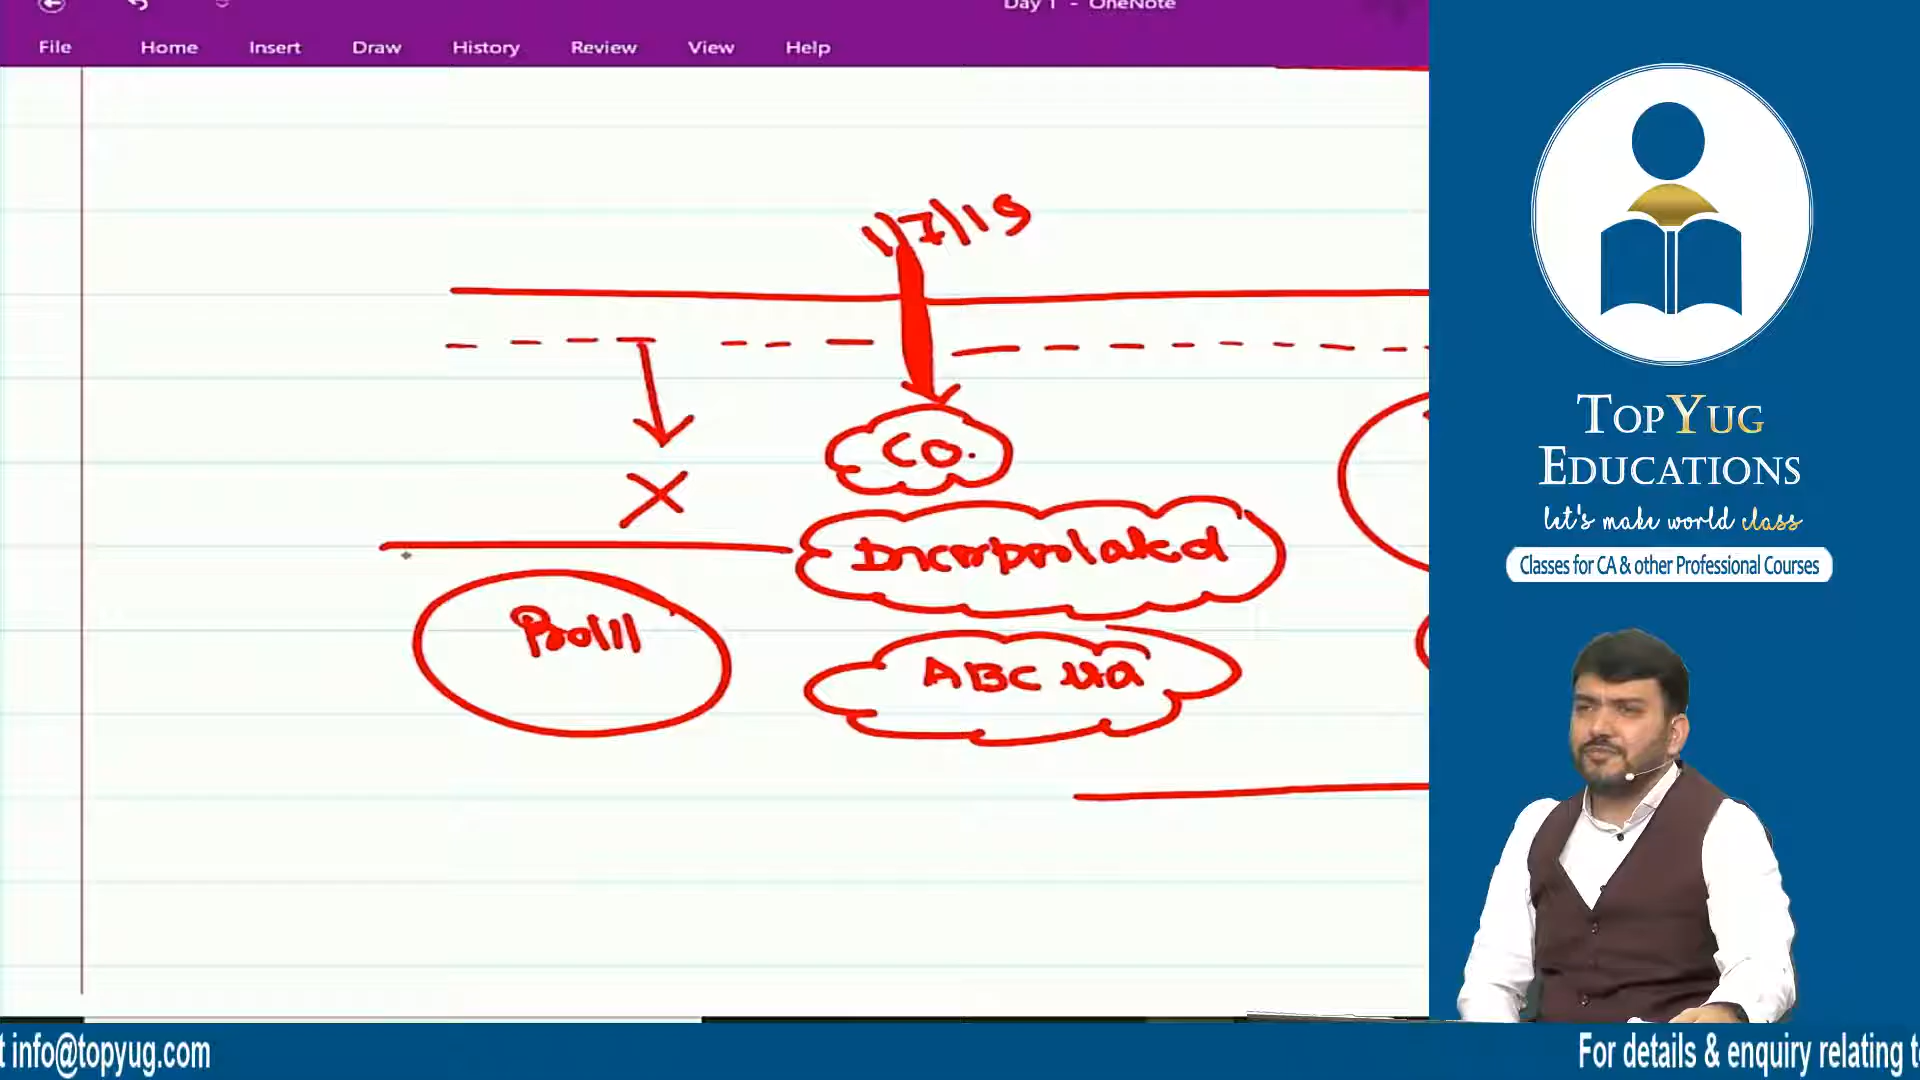 Day 1 - OneNote
File Home Insert Draw History Review View Help
1/7/19
CO.
Incorporated
ABC Ltd
TOPYUG
EDUCATIONS
let's make world class
Classes for CA & other Professional Courses
t info@topyug.com
For details & enquiry relating to